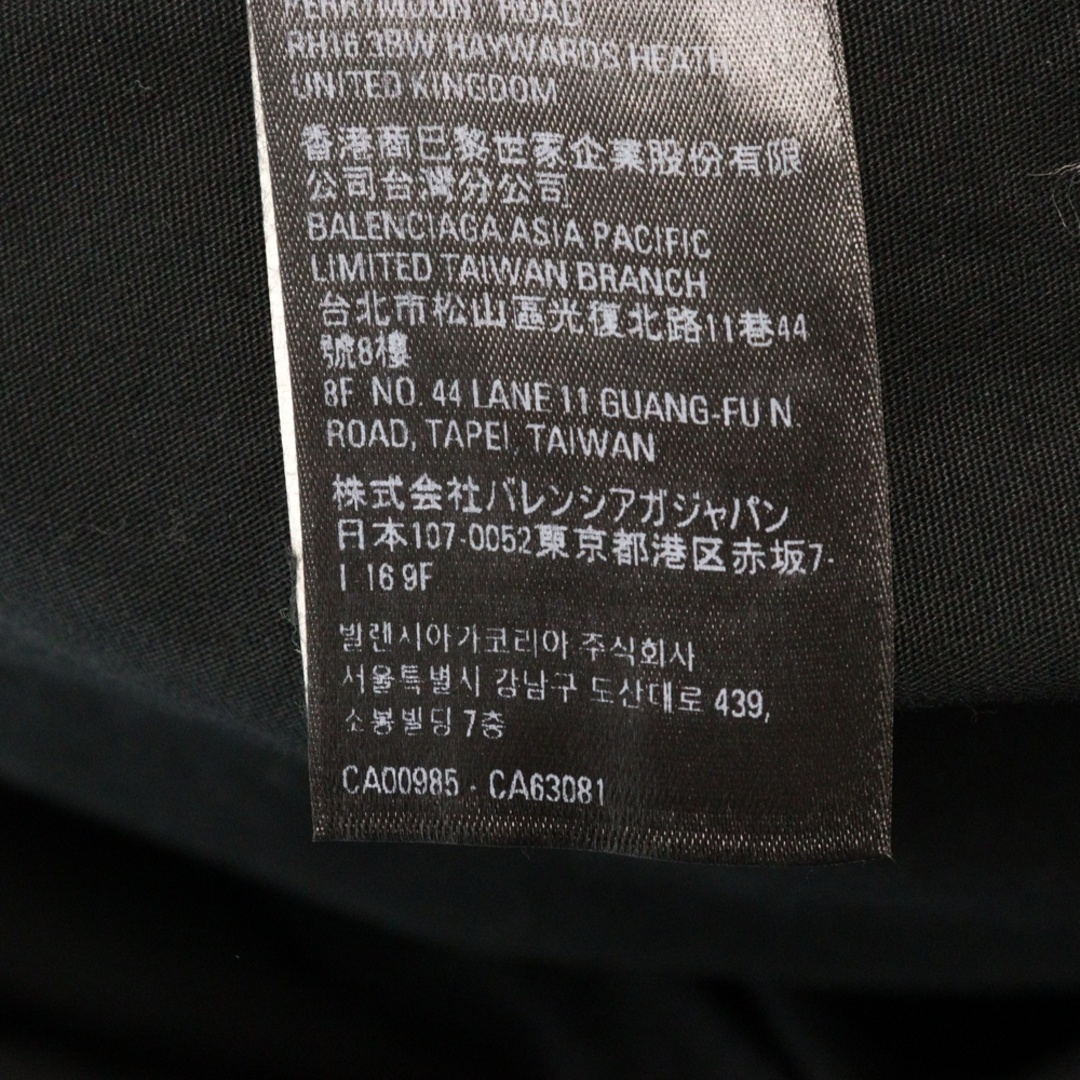 PERRYMOUNT ROAD
RH16 3BW HAYWARDS HEATH
UNITED KINGDOM
香港商巴黎世家企業股份有限
公司台灣分公司
BALENCIAGA ASIA PACIFIC
LIMITED TAIWAN BRANCH
台北市松山區光復北路11巷44
號8樓
8F NO. 44 LANE 11 GUANG-FU N.
ROAD, TAPEI, TAIWAN
株式会社バレンシアガジャパン
日本107-0052東京都港区赤坂7-
1 16 9F
발렌시아가코리아 주식회사
서울특별시 강남구 도산대로 439,
소봉빌딩 7층
CA00985 - CA63081